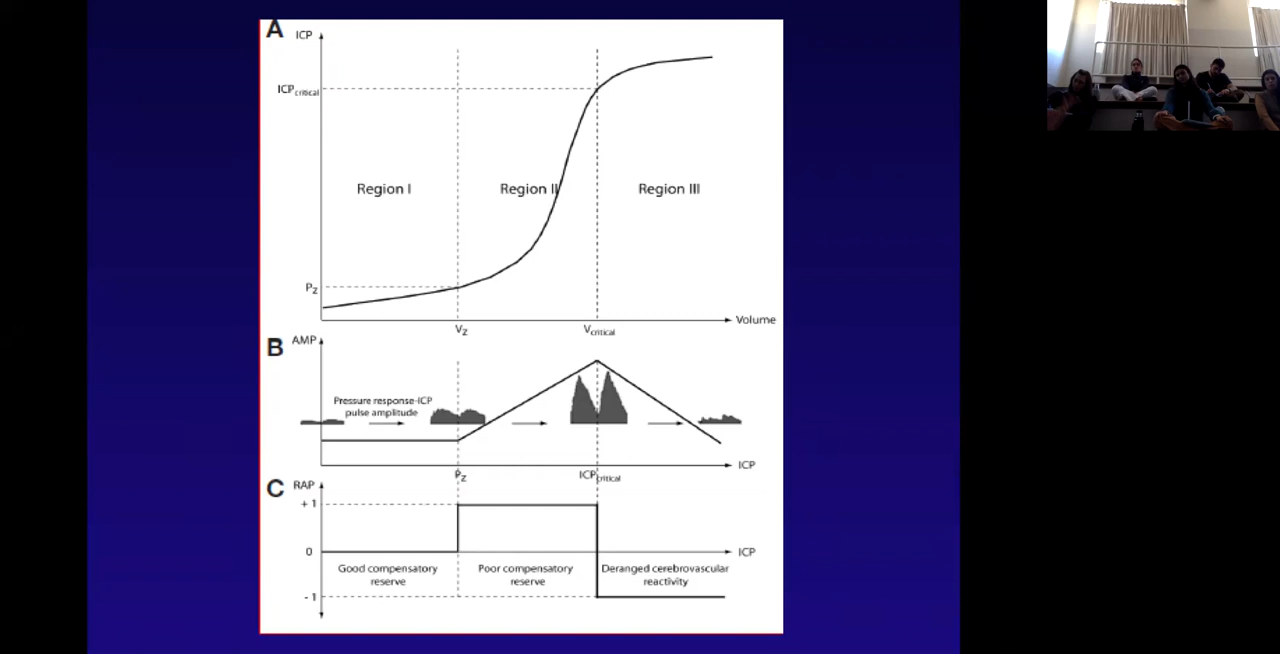 A
ICP
ICPcritical
Region I
Region II
Region III
Pz
Volume
Vz
Vcritical
B
AMP
Pressure response-ICP
pulse amplitude
ICP
Pz
ICPcritical
C
RAP
+ 1
0
ICP
Good compensatory
reserve
Poor compensatory
reserve
Deranged cerebrovascular
reactivity
- 1